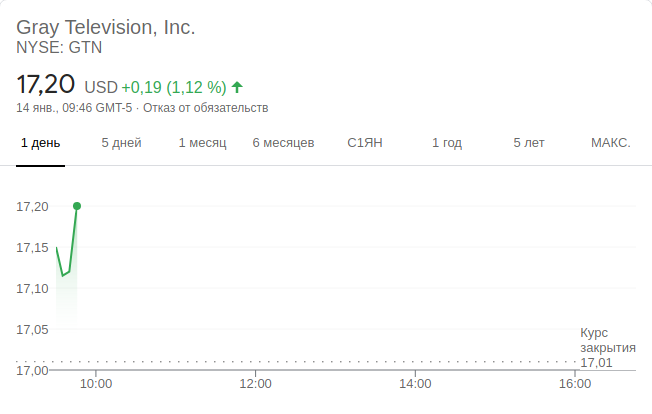 Gray Television, Inc.
NYSE: GTN
17,20 USD +0,19 (1,12 %)
14 янв., 09:46 GMT-5 · Отказ от обязательств
1 день 5 дней 1 месяц 6 месяцев С1ЯН 1 год 5 лет МАКС.
17,20
17,15
17,10
17,05
Курс
закрытия
17,01
17,00
10:00 12:00 14:00 16:00